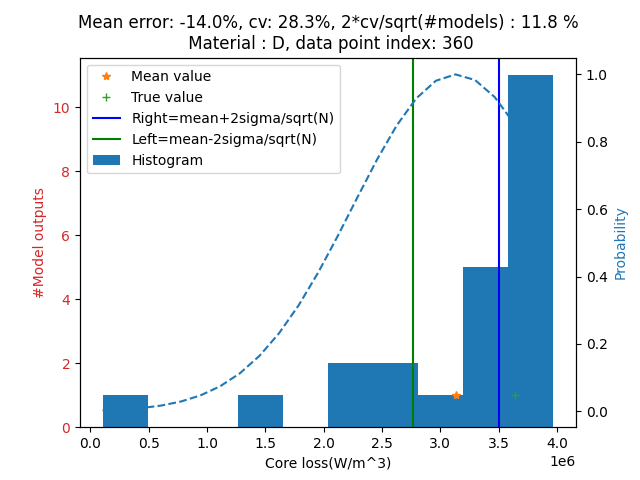 Mean error: -14.0%, cv: 28.3%, 2*cv/sqrt(#models) : 11.8 %
Material : D, data point index: 360
Mean value
True value
Right=mean+2sigma/sqrt(N)
Left=mean-2sigma/sqrt(N)
Histogram
#Model outputs
10
8
6
4
2
0
Probability
1.0
0.8
0.6
0.4
0.2
0.0
0.0 0.5 1.0 1.5 2.0 2.5 3.0 3.5 4.0
1e6
Core loss(W/m^3)